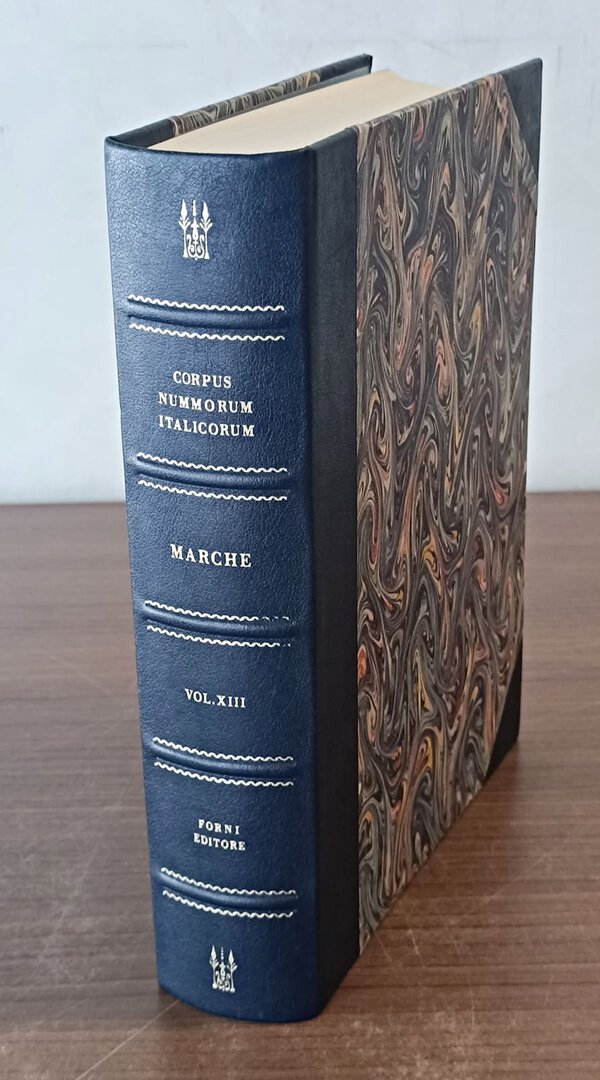 CORPUS
NUMMORUM
ITALICORUM
MARCHE
VOL.XIII
FORNI
EDITORE